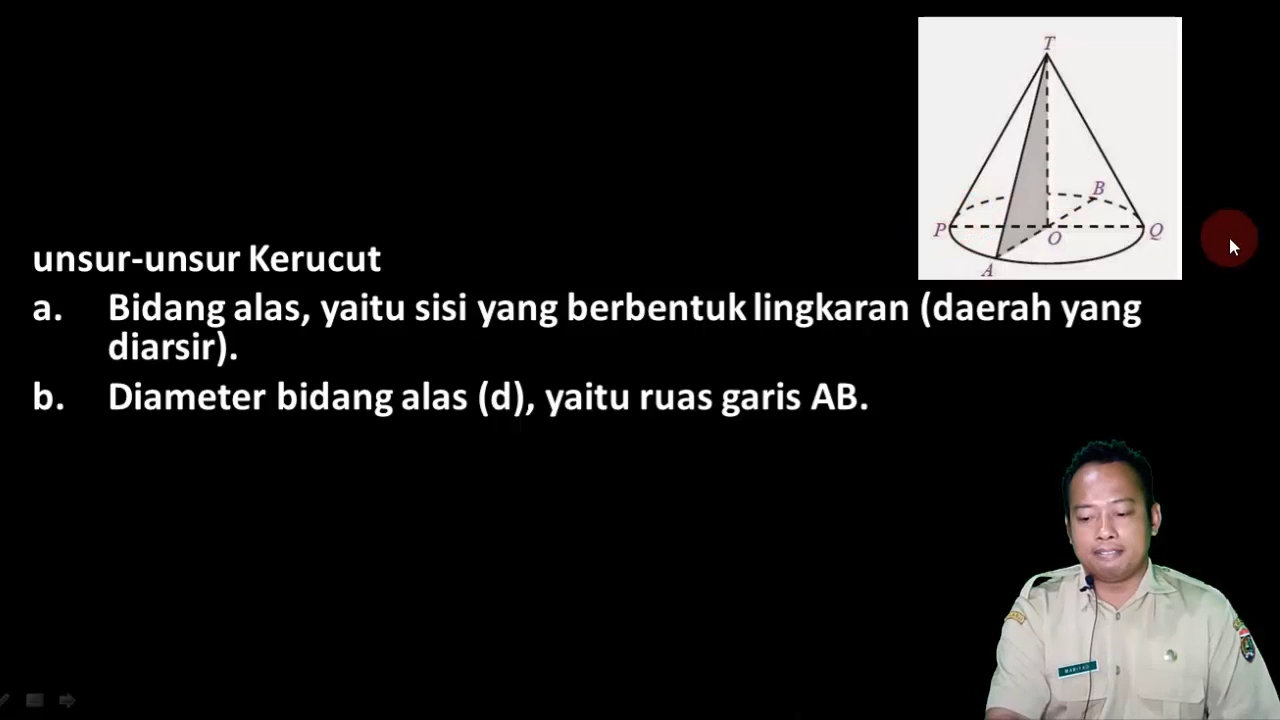 T
B
P
O
Q
A
unsur-unsur Kerucut
a. Bidang alas, yaitu sisi yang berbentuk lingkaran (daerah yang
diarsir).
b. Diameter bidang alas (d), yaitu ruas garis AB.